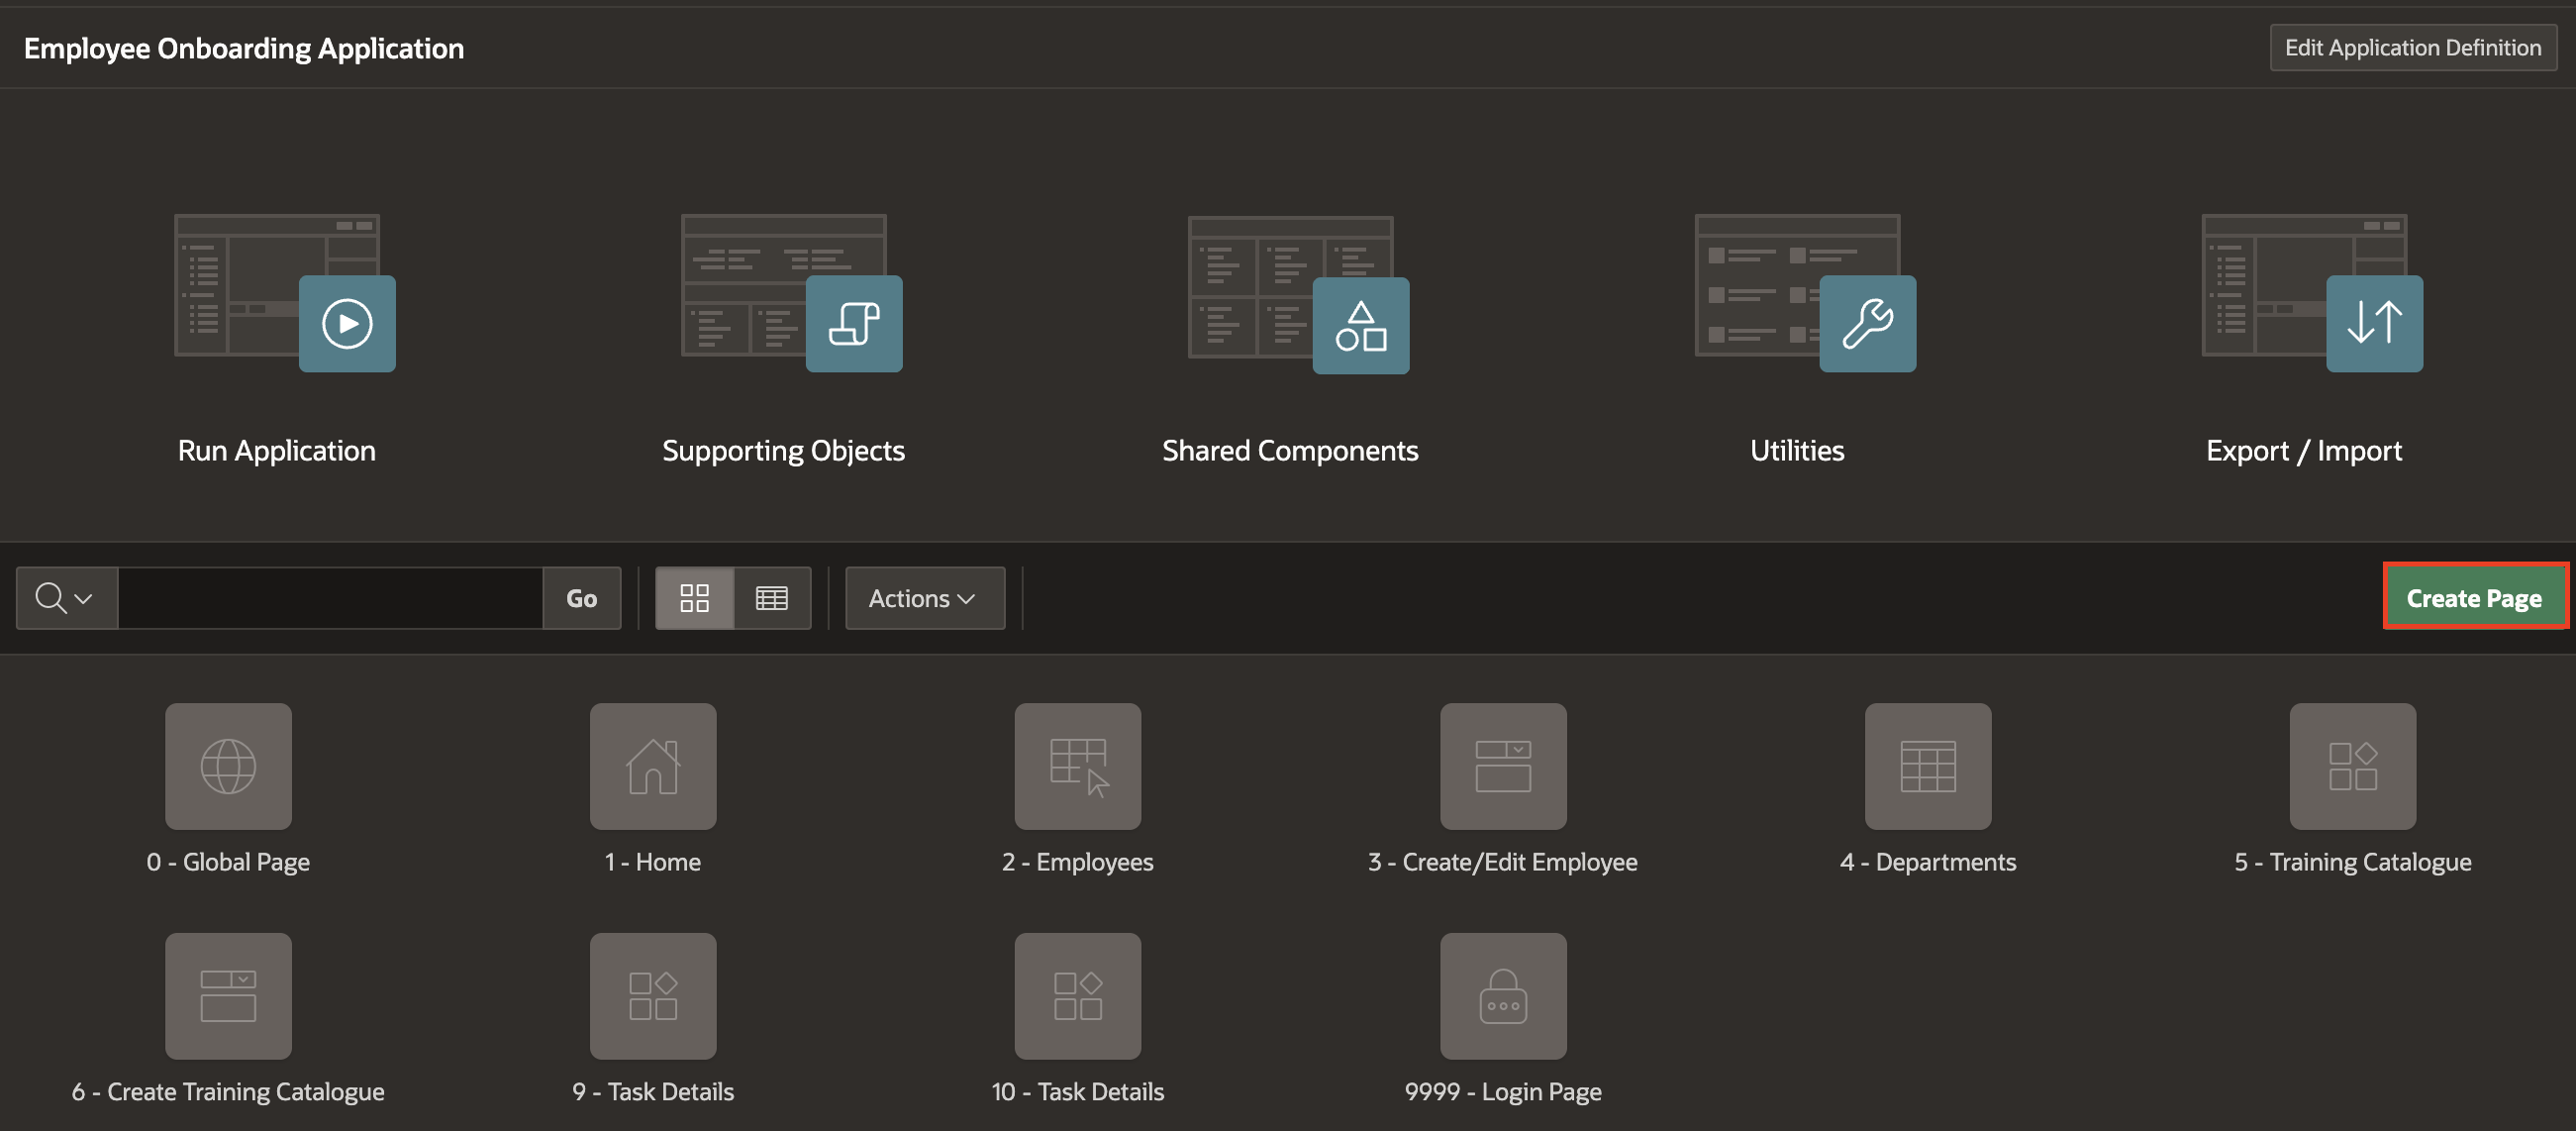 Employee Onboarding Application
Edit Application Definition
Run Application
Supporting Objects
Shared Components
Utilities
Export / Import
Go
Actions
Create Page
0 - Global Page
1 - Home
2 - Employees
3 - Create/Edit Employee
4 - Departments
5 - Training Catalogue
6 - Create Training Catalogue
9 - Task Details
10 - Task Details
9999 - Login Page